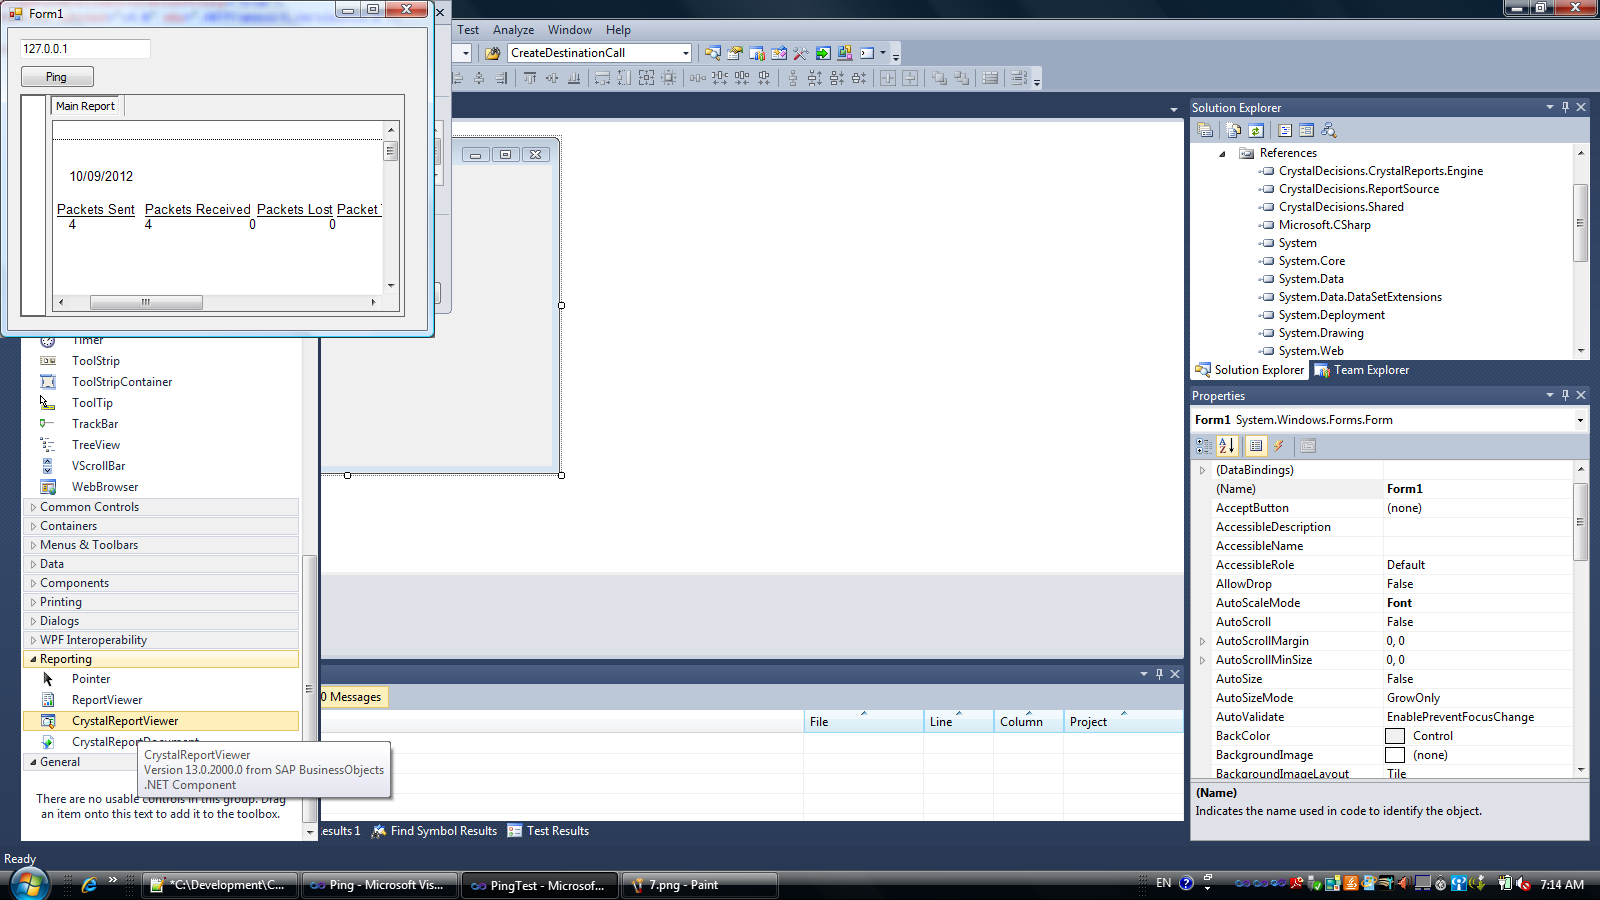 Form1
127.0.0.1
Ping
Main Report
10/09/2012
Packets Sent Packets Received Packets Lost Packet
4 4 0 0
Test Analyze Window Help
CreateDestinationCall
Timer
ToolStrip
ToolStripContainer
ToolTip
TrackBar
TreeView
VScrollBar
WebBrowser
Common Controls
Containers
Menus & Toolbars
Data
Components
Printing
Dialogs
WPF Interoperability
Reporting
Pointer
ReportViewer
CrystalReportViewer
CrystalReportDocument
General
CrystalReportViewer
Version 13.0.2000.0 from SAP BusinessObjects
.NET Component
There are no usable controls in this group. Drag
an item onto this text to add it to the toolbox.
0 Messages
File Line Column Project
esults 1 Find Symbol Results Test Results
Solution Explorer
References
CrystalDecisions.CrystalReports.Engine
CrystalDecisions.ReportSource
CrystalDecisions.Shared
Microsoft.CSharp
System
System.Core
System.Data
System.Data.DataSetExtensions
System.Deployment
System.Drawing
System.Web
Solution Explorer Team Explorer
Properties
Form1 System.Windows.Forms.Form
(DataBindings)
(Name) Form1
AcceptButton (none)
AccessibleDescription
AccessibleName
AccessibleRole Default
AllowDrop False
AutoScaleMode Font
AutoScroll False
AutoScrollMargin 0, 0
AutoScrollMinSize 0, 0
AutoSize False
AutoSizeMode GrowOnly
AutoValidate EnablePreventFocusChange
BackColor Control
BackgroundImage (none)
BackgroundImageLayout Tile
(Name)
Indicates the name used in code to identify the object.
Ready
*C:\Development\C... Ping - Microsoft Vis... PingTest - Microsof... 7.png - Paint EN 7:14 AM